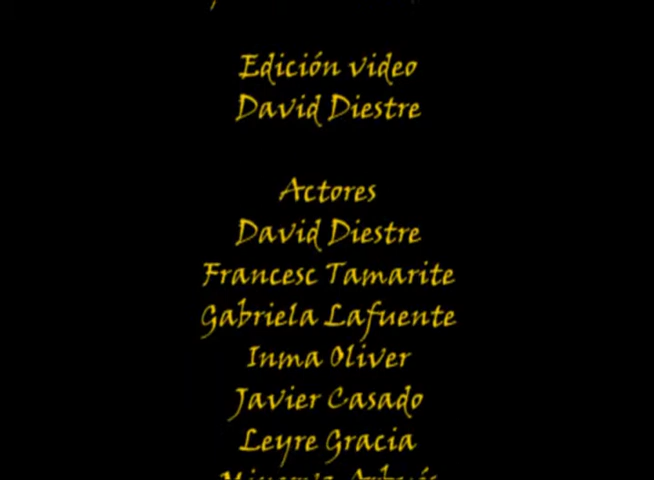 Edición video
David Diestre
Actores
David Diestre
Francesc Tamarite
Gabriela Lafuente
Inma Oliver
Javier Casado
Leyre Gracia